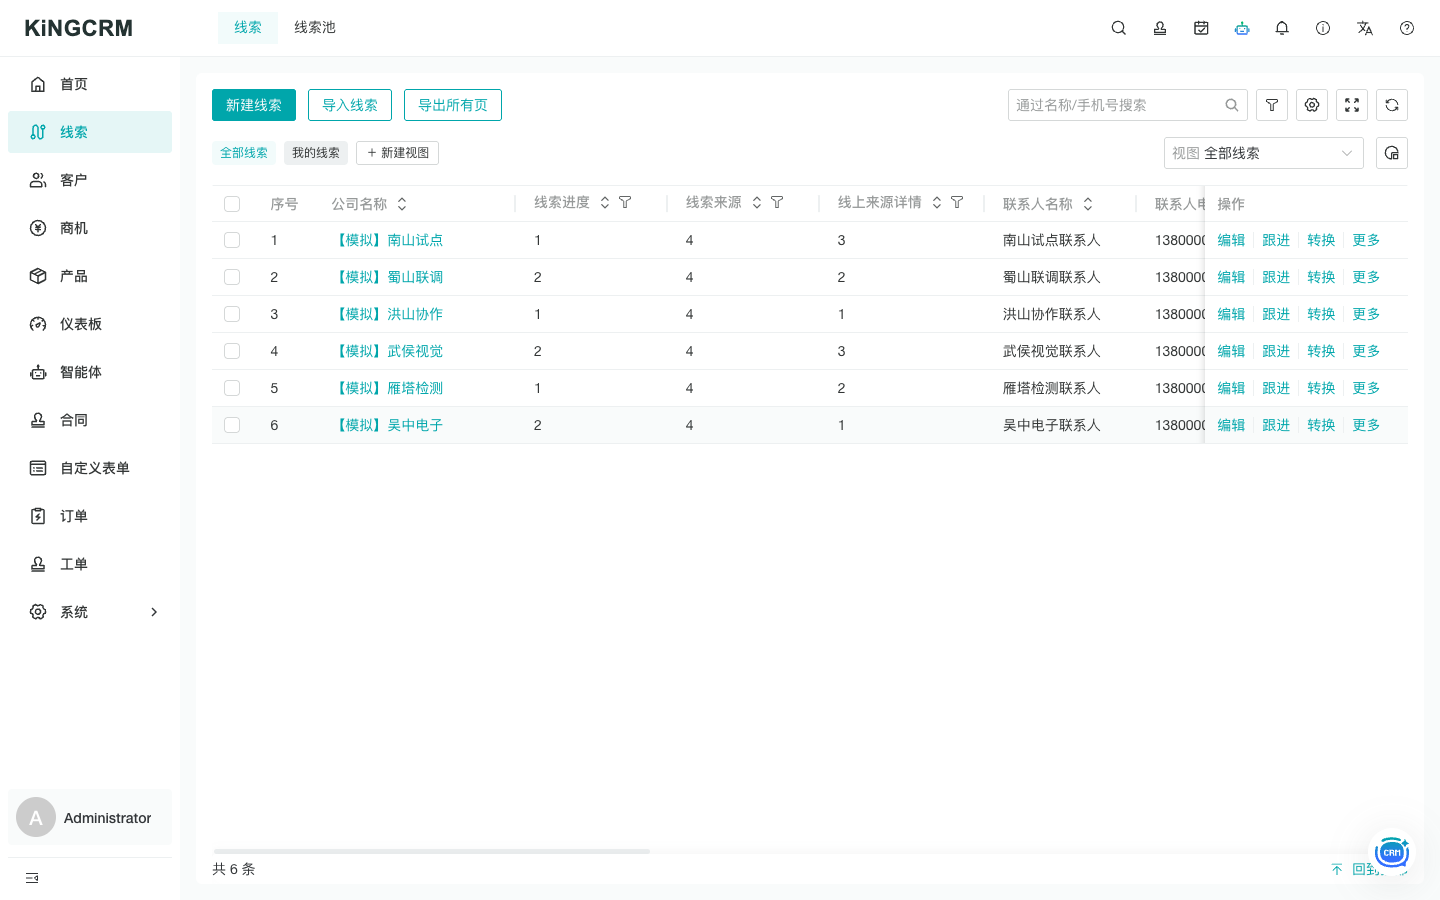 KiNGCRM
线索
线索池
首页
线索
客户
商机
产品
仪表板
智能体
合同
自定义表单
订单
工单
系统
A
Administrator
新建线索
导入线索
导出所有页
通过名称/手机号搜索
全部线索
我的线索
+ 新建视图
视图 全部线索
序号 公司名称 线索进度 线索来源 线上来源详情 联系人名称 联系人 操作
1 【模拟】南山试点 1 4 3 南山试点联系人 1380000 编辑 跟进 转换 更多
2 【模拟】蜀山联调 2 4 2 蜀山联调联系人 1380000 编辑 跟进 转换 更多
3 【模拟】洪山协作 1 4 1 洪山协作联系人 1380000 编辑 跟进 转换 更多
4 【模拟】武侯视觉 2 4 3 武侯视觉联系人 1380000 编辑 跟进 转换 更多
5 【模拟】雁塔检测 1 4 2 雁塔检测联系人 1380000 编辑 跟进 转换 更多
6 【模拟】吴中电子 2 4 1 吴中电子联系人 1380000 编辑 跟进 转换 更多
共 6 条
回到
CRM